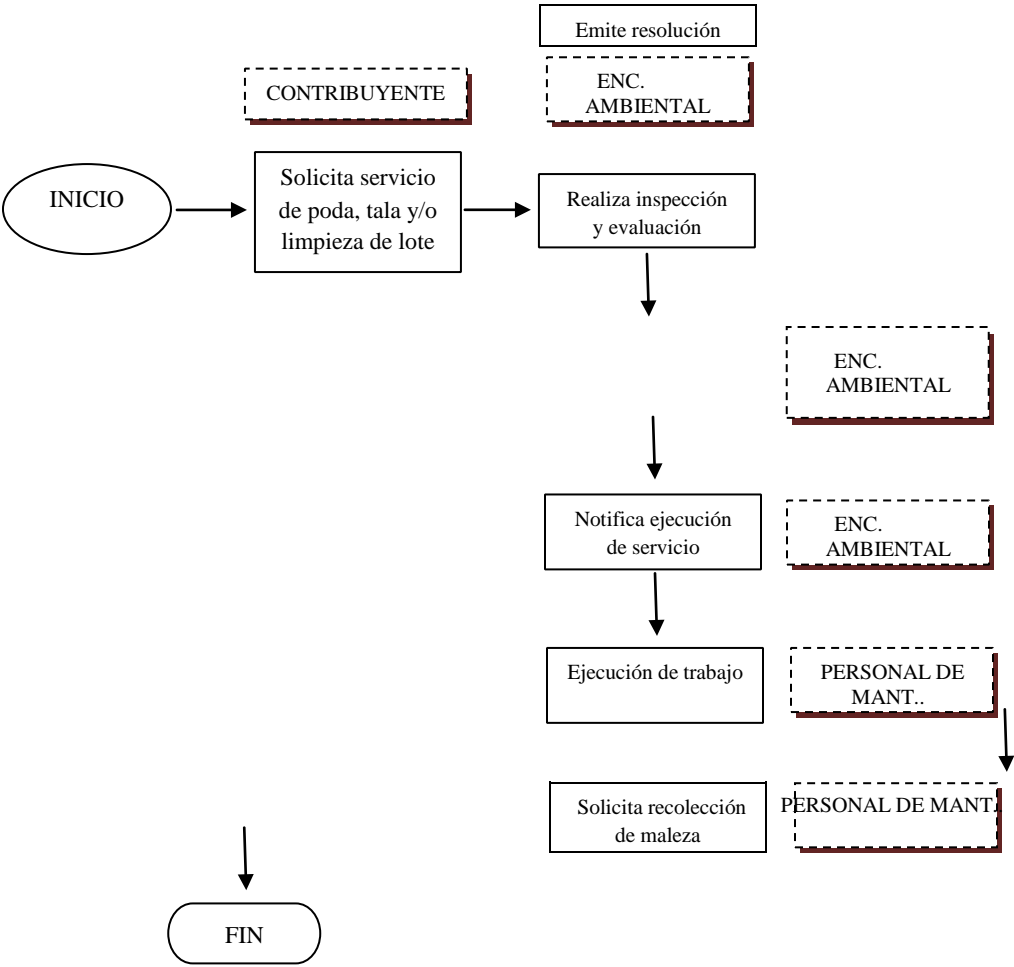 Emite resolución
CONTRIBUYENTE
ENC.
AMBIENTAL
INICIO
Solicita servicio
de poda, tala y/o
limpieza de lote
Realiza inspección
y evaluación
ENC.
AMBIENTAL
Notifica ejecución
de servicio
ENC.
AMBIENTAL
Ejecución de trabajo
PERSONAL DE
MANT..
Solicita recolección
de maleza
PERSONAL DE MANT..
FIN